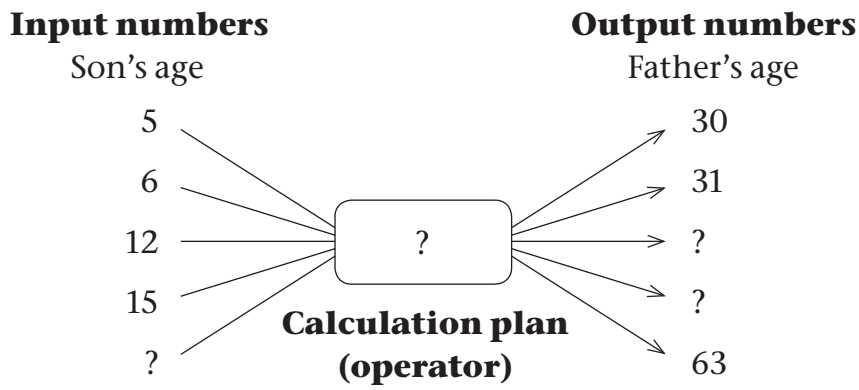 Input numbers
Son’s age
5
6
12
15
?
?
Calculation plan
(operator)
Output numbers
Father’s age
30
31
?
?
63